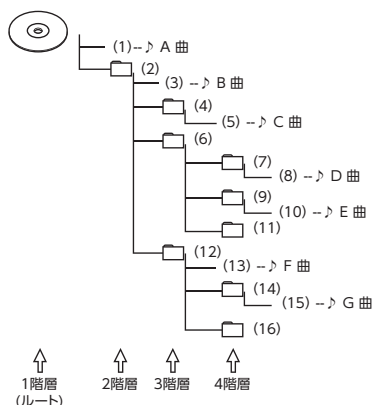 (1)--♪ A 曲
(2)
(3) --♪ B 曲
(4)
(5) --♪ C 曲
(6)
(7)
(8) --♪ D 曲
(9)
(10) --♪ E 曲
(11)
(12)
(13) --♪ F 曲
(14)
(15) --♪ G 曲
(16)
1階層 2階層 3階層 4階層
(ルート)